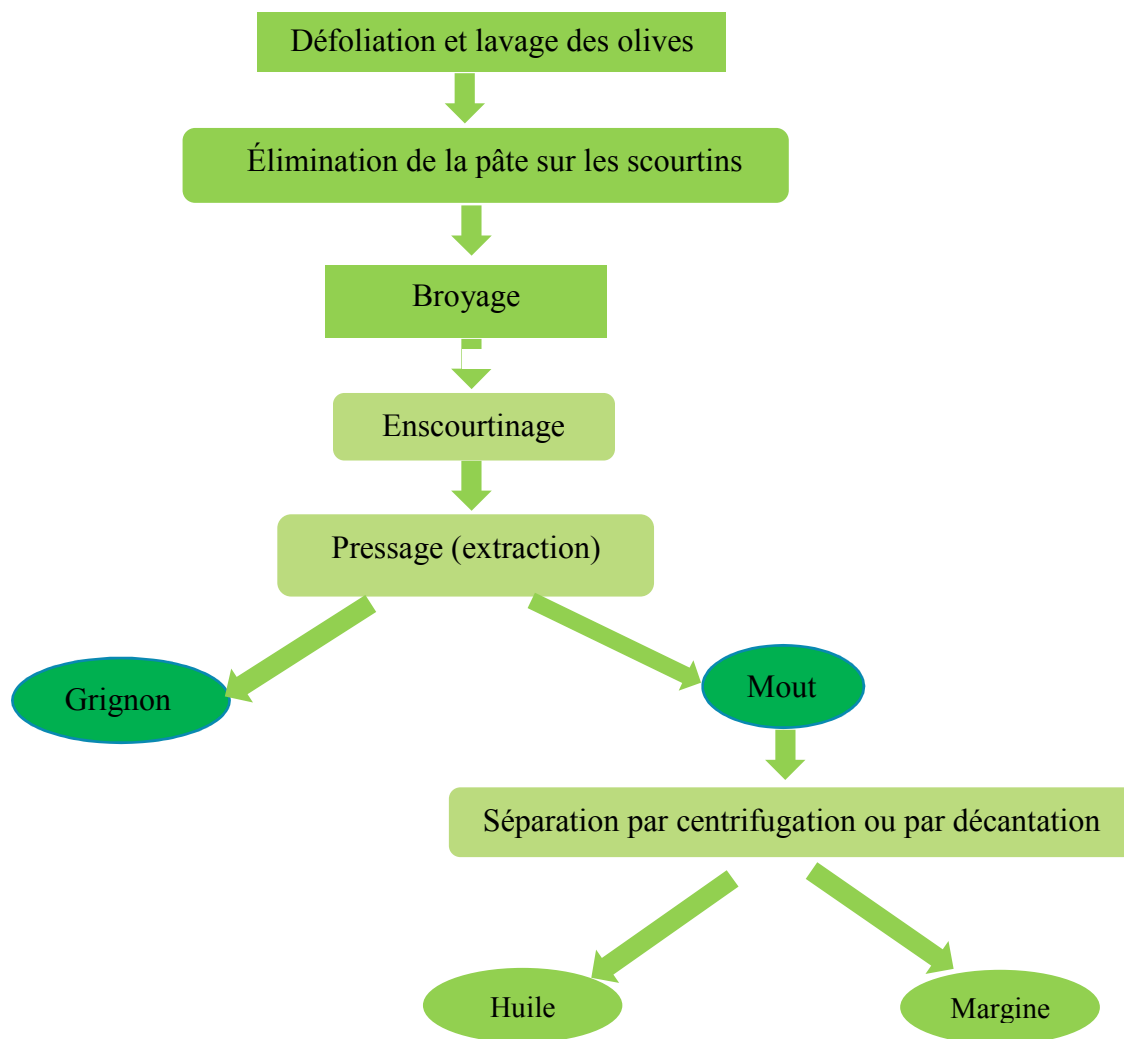 Défoliation et lavage des olives
Élimination de la pâte sur les scourtins
Broyage
Enscourtinage
Pressage (extraction)
Grignon
Mout
Séparation par centrifugation ou par décantation
Huile
Margine